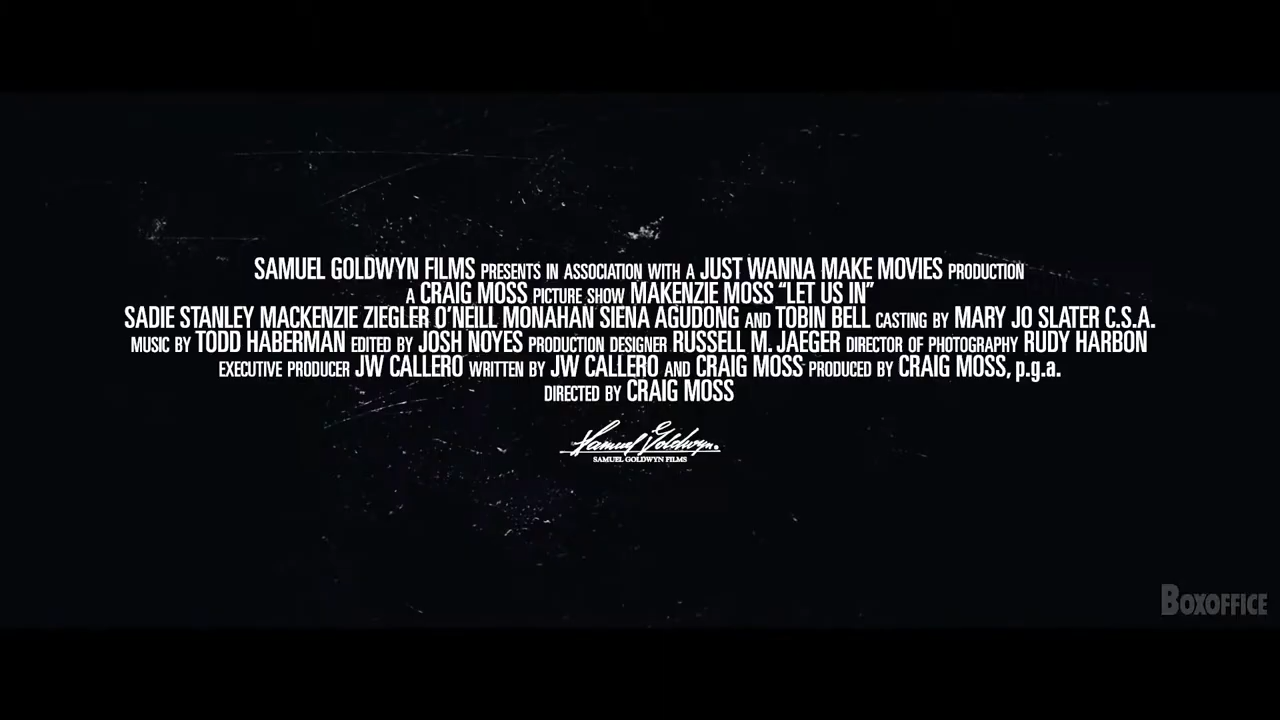 SAMUEL GOLDWYN FILMS PRESENTS IN ASSOCIATION WITH A JUST WANNA MAKE MOVIES PRODUCTION
A CRAIG MOSS PICTURE SHOW MAKENZIE MOSS “LET US IN”
SADIE STANLEY MACKENZIE ZIEGLER O'NEILL MONAHAN SIENA AGUDONG AND TOBIN BELL CASTING BY MARY JO SLATER C.S.A.
MUSIC BY TODD HABERMAN EDITED BY JOSH NOYES PRODUCTION DESIGNER RUSSELL M. JAEGER DIRECTOR OF PHOTOGRAPHY RUDY HARBON
EXECUTIVE PRODUCER JW CALLERO WRITTEN BY JW CALLERO AND CRAIG MOSS PRODUCED BY CRAIG MOSS, p.g.a.
DIRECTED BY CRAIG MOSS
Samuel Goldwyn.
SAMUEL GOLDWYN FILMS
BOXOFFICE